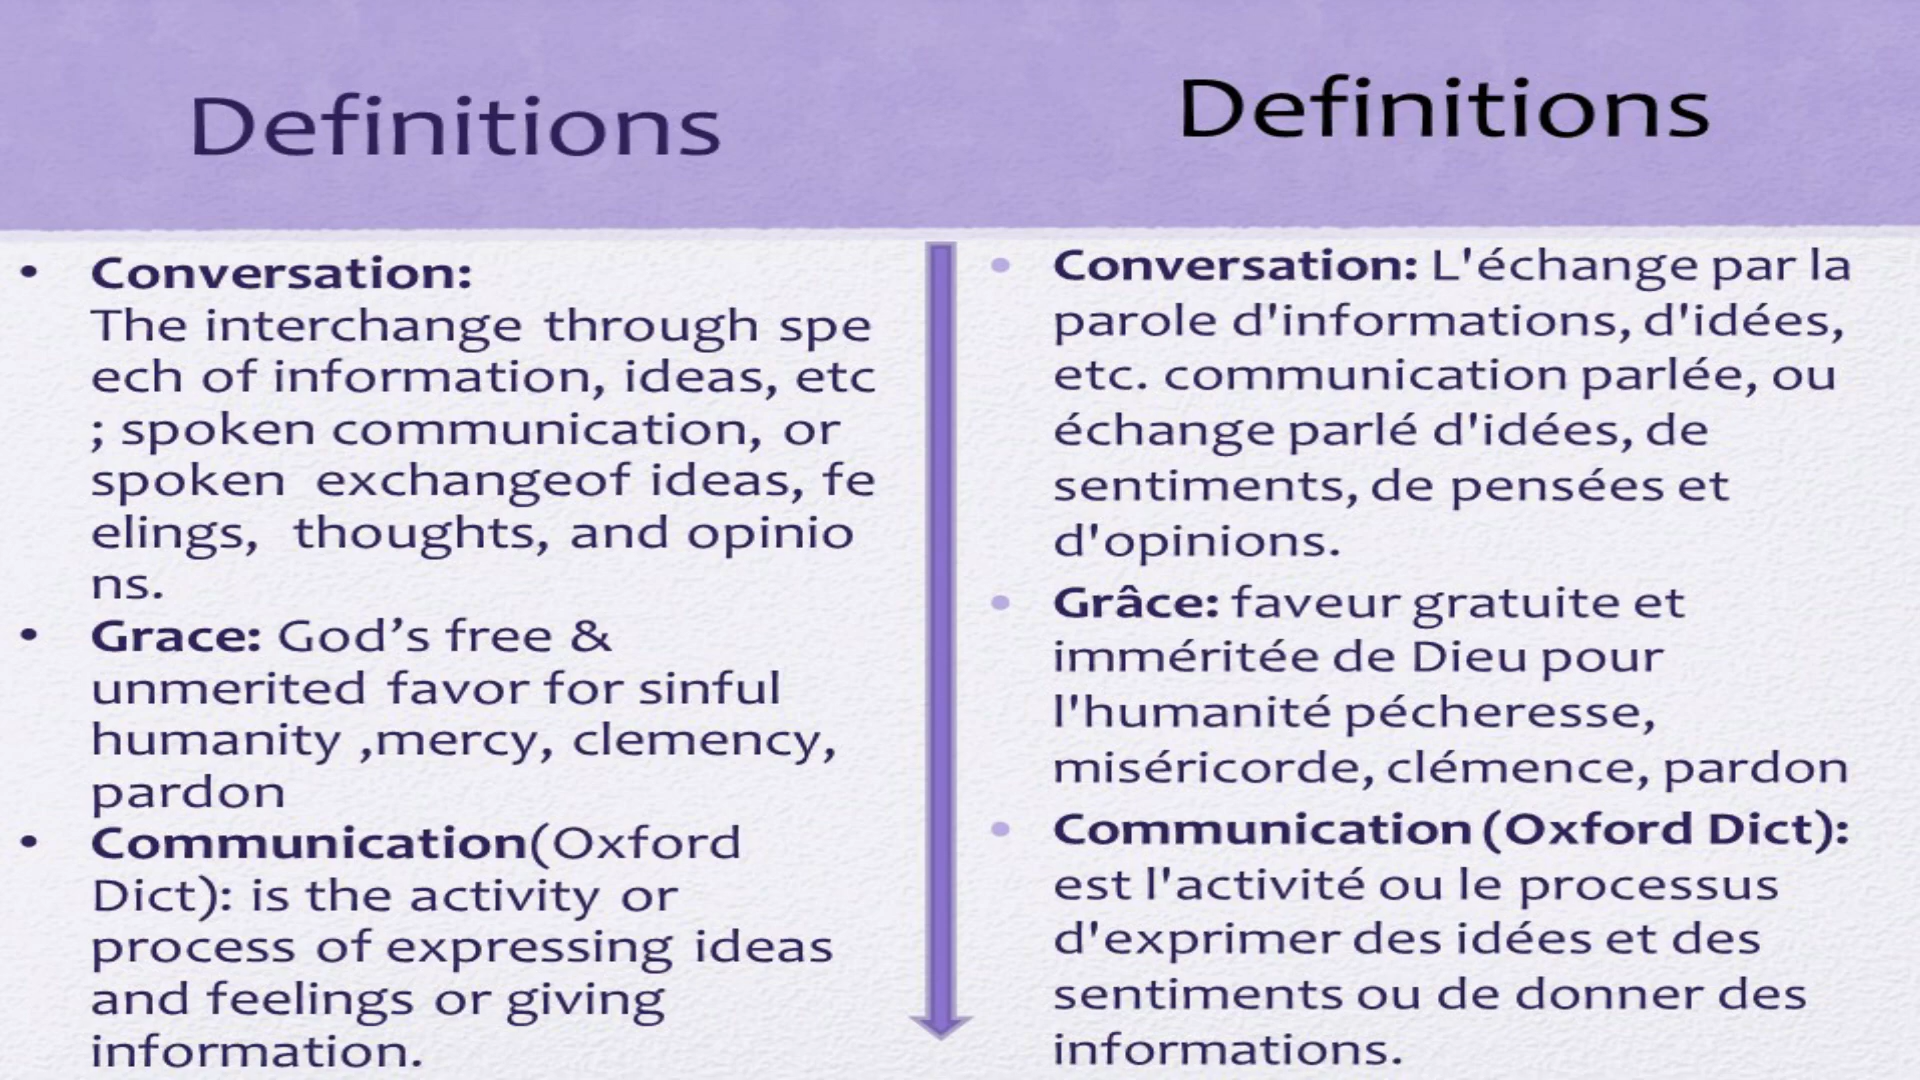 Definitions
• Conversation:
The interchange through spe
ech of information, ideas, etc
; spoken communication, or
spoken exchangeof ideas, fe
elings, thoughts, and opinio
ns.
• Grace: God’s free &
unmerited favor for sinful
humanity ,mercy, clemency,
pardon
• Communication(Oxford
Dict): is the activity or
process of expressing ideas
and feelings or giving
information.
Definitions
• Conversation: L'échange par la
parole d'informations, d'idées,
etc. communication parlée, ou
échange parlé d'idées, de
sentiments, de pensées et
d'opinions.
• Grâce: faveur gratuite et
imméritée de Dieu pour
l'humanité pécheresse,
miséricorde, clémence, pardon
• Communication (Oxford Dict):
est l'activité ou le processus
d'exprimer des idées et des
sentiments ou de donner des
informations.